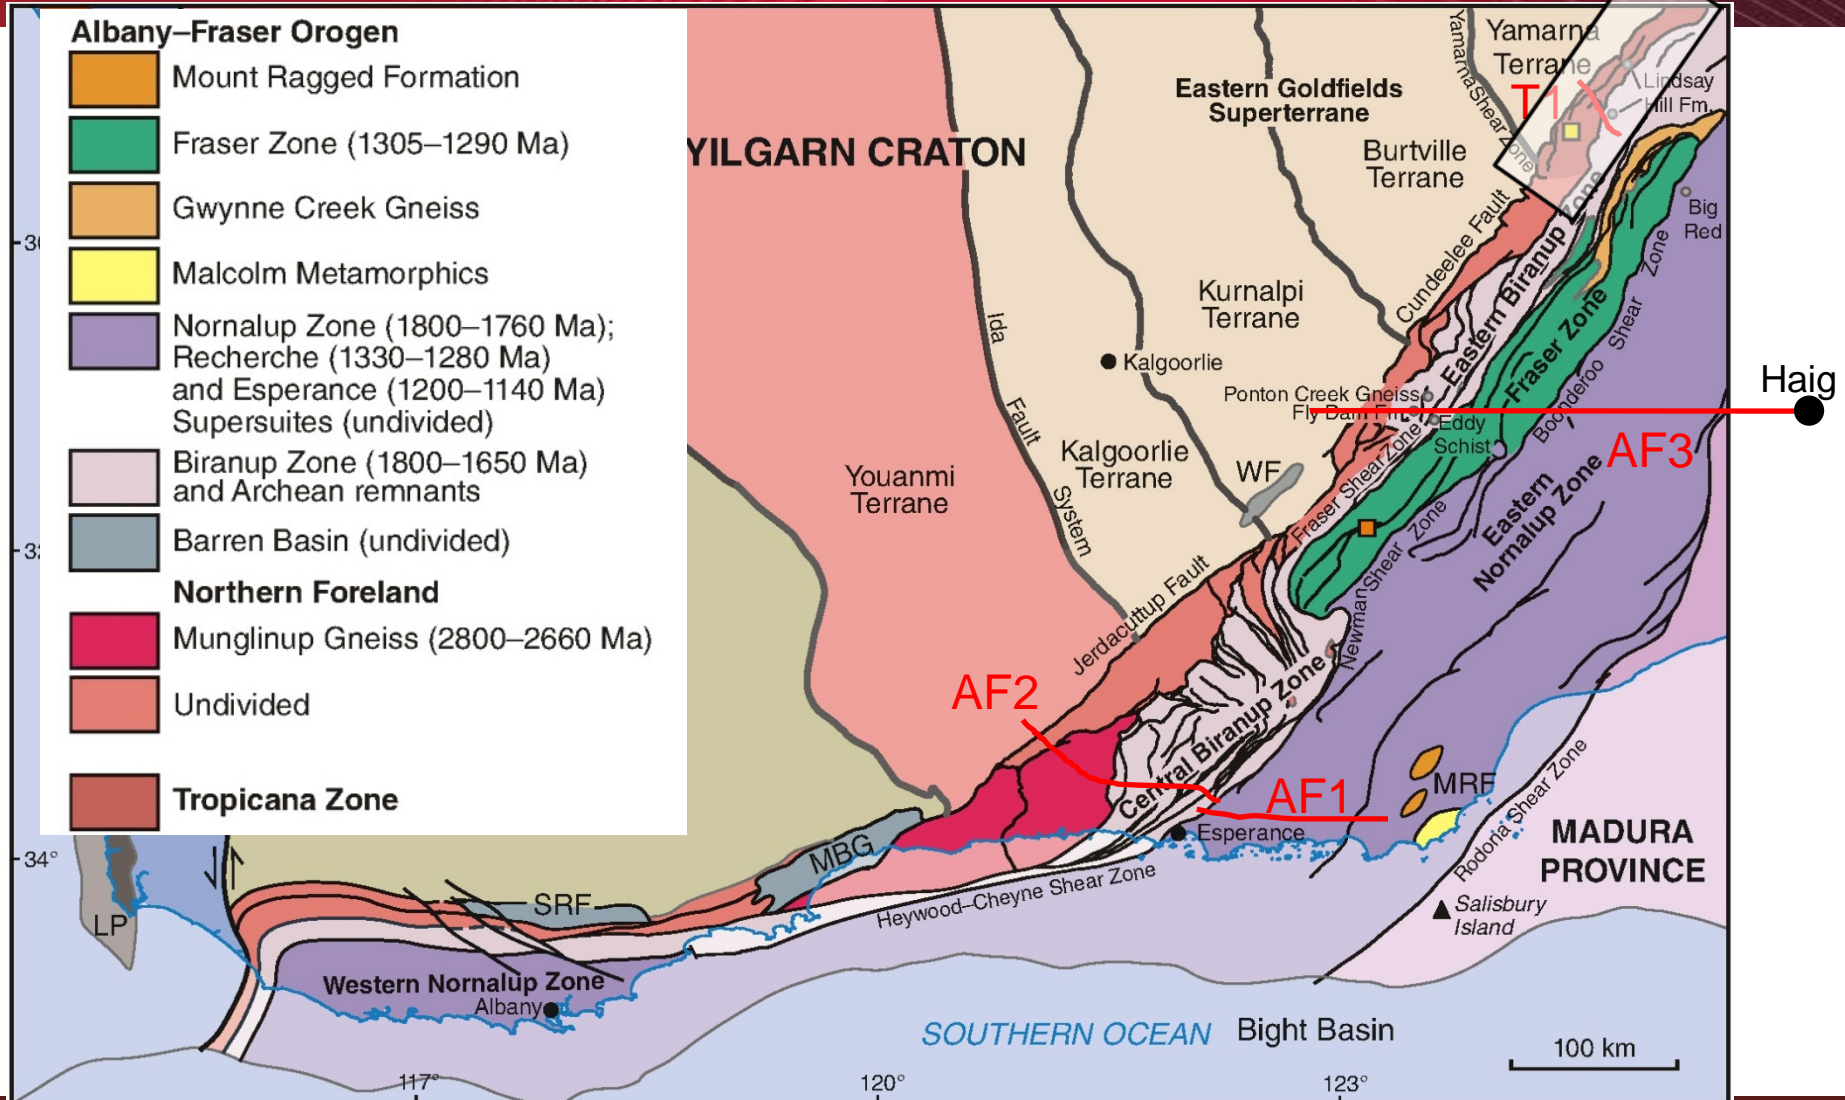 Albany–Fraser Orogen
Mount Ragged Formation
Fraser Zone (1305–1290 Ma)
Gwynne Creek Gneiss
Malcolm Metamorphics
Nornalup Zone (1800–1760 Ma);
Recherche (1330–1280 Ma)
and Esperance (1200–1140 Ma)
Supersuites (undivided)
Biranup Zone (1800–1650 Ma)
and Archean remnants
Barren Basin (undivided)
Northern Foreland
Munglinup Gneiss (2800–2660 Ma)
Undivided
Tropicana Zone
YILGARN CRATON
Eastern Goldfields
Superterrane
Yamarna
Terrane
Yamarna Shear Zone
T1
Lindsay
Hill Fm.
Burtville
Terrane
Cundeelee Fault
Big
Red
Kurnalpi
Terrane
Eastern Biranup Zone
Fraser Zone
Boonderoo Shear Zone
Ida Fault System
Kalgoorlie
Ponton Creek Gneiss
Fly Dam Fm.
Eddy
Schist
Haig
AF3
Youanmi
Terrane
Kalgoorlie
Terrane
WF
Fraser Shear Zone
Eastern
Nornalup Zone
Newman Shear Zone
Jerdacuttup Fault
AF2
Central Biranup Zone
AF1
Esperance
MRF
Rodona Shear Zone
MADURA
PROVINCE
Salisbury
Island
MBG
SRF
LP
Heywood–Cheyne Shear Zone
Western Nornalup Zone
Albany
SOUTHERN OCEAN
Bight Basin
100 km
34°
117°
120°
123°